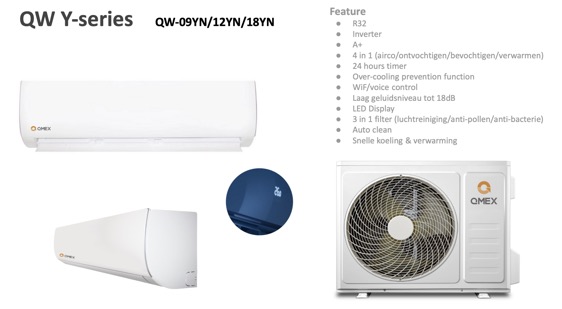 QW Y-series QW-09YN/12YN/18YN
Feature
R32
Inverter
A+
4 in 1 (airco/ontvochtigen/bevochtigen/verwarmen)
24 hours timer
Over-cooling prevention function
WiF/voice control
Laag geluidsniveau tot 18dB
LED Display
3 in 1 filter (luchtreiniging/anti-pollen/anti-bacterie)
Auto clean
Snelle koeling & verwarming
QMEX
QMEX
QMEX